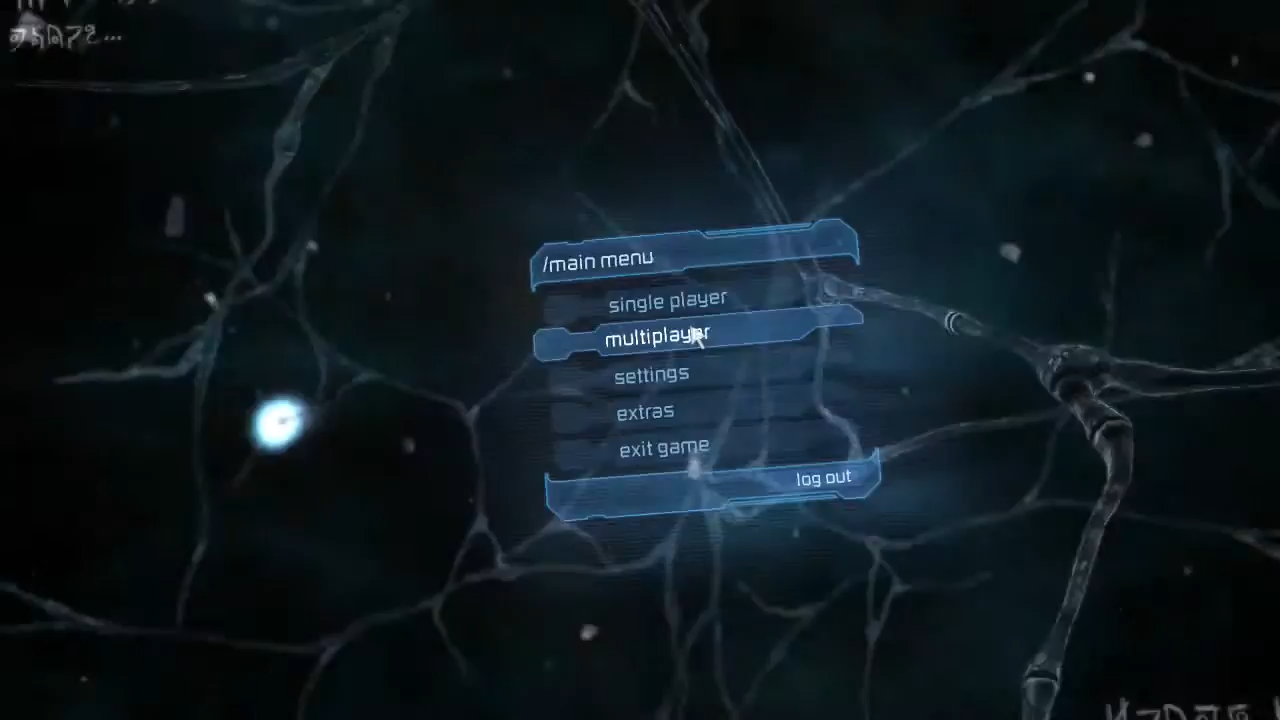 /main menu
single player
multiplayer
settings
extras
exit game
log out